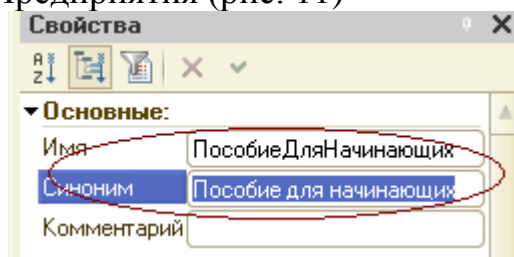 Предприятия (рис. 11)
Свойства
Основные:
Имя ПособиеДляНачинающих
Синоним Пособие для начинающих
Комментарий